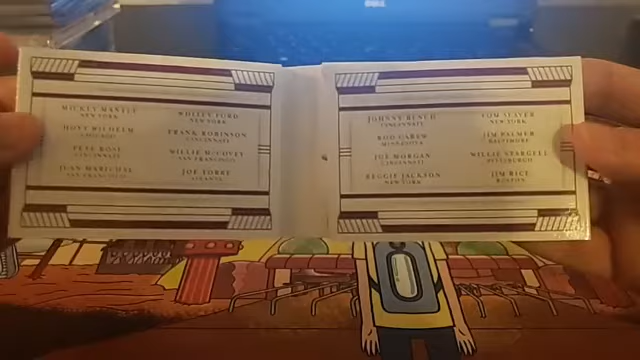 DELL
MICKEY MANTLE
NEW YORK
HOYT WILHELM
CHICAGO
PETE ROSE
CINCINNATI
JUAN MARICHAL
SAN FRANCISCO
WHITEY FORD
NEW YORK
FRANK ROBINSON
CINCINNATI
WILLIE McCOVEY
SAN FRANCISCO
JOE TORRE
ATLANTA
JOHNNY BENCH
CINCINNATI
ROD CAREW
MINNESOTA
JOE MORGAN
CINCINNATI
REGGIE JACKSON
NEW YORK
TOM SEAVER
NEW YORK
JIM PALMER
BALTIMORE
WILLIE STARGELL
PITTSBURGH
JIM RICE
BOSTON